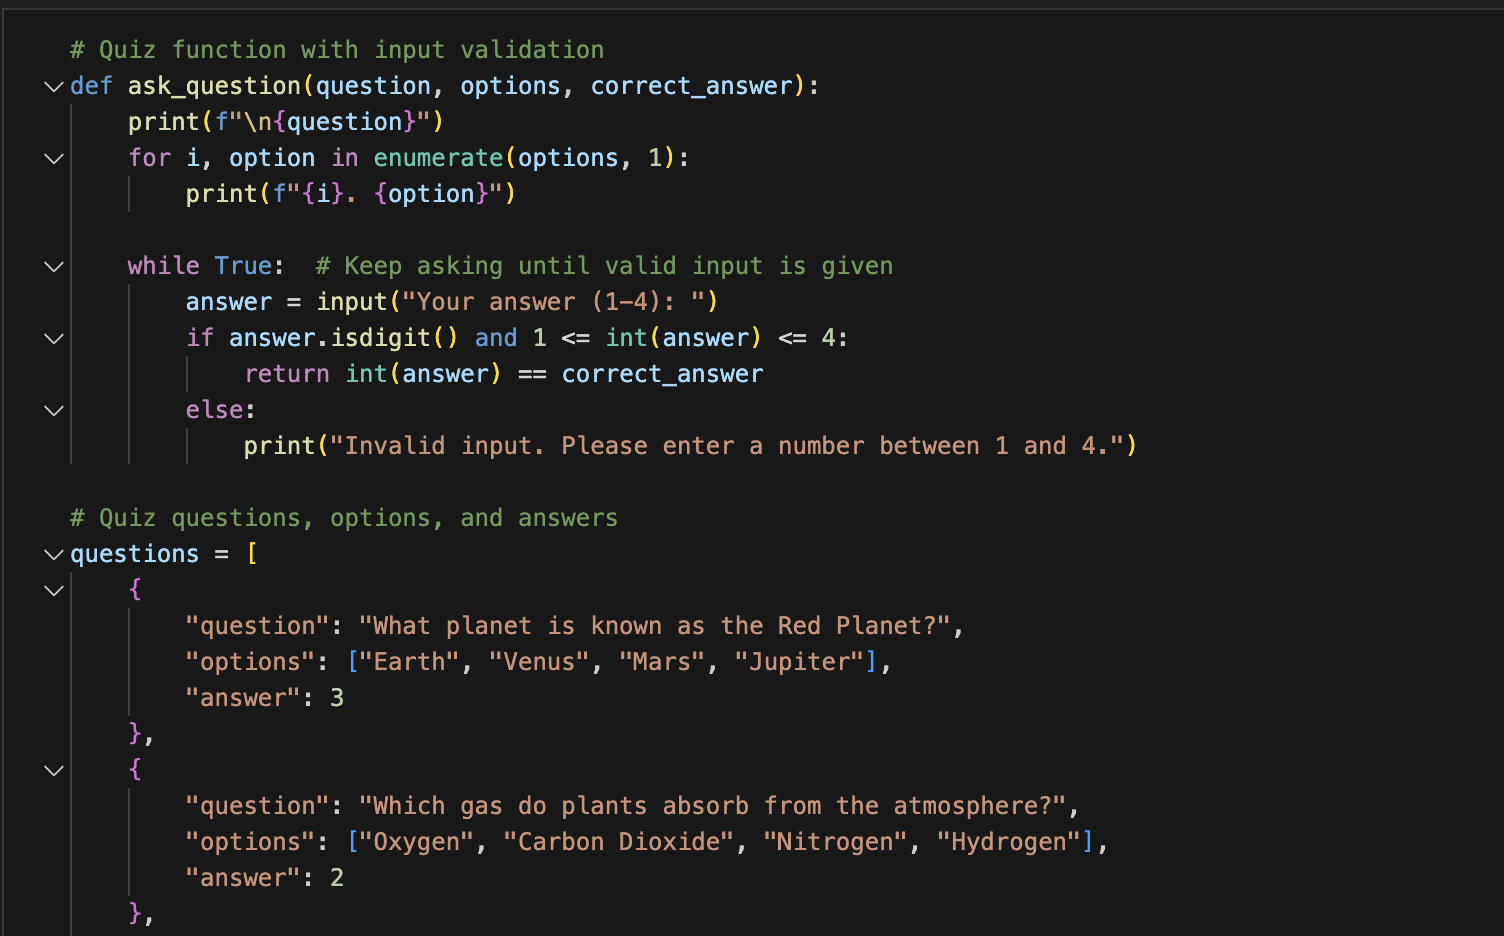 # Quiz function with input validation
def ask_question(question, options, correct_answer):
    print(f"\n{question}")
    for i, option in enumerate(options, 1):
        print(f"{i}. {option}")

    while True:  # Keep asking until valid input is given
        answer = input("Your answer (1-4): ")
        if answer.isdigit() and 1 <= int(answer) <= 4:
            return int(answer) == correct_answer
        else:
            print("Invalid input. Please enter a number between 1 and 4.")

# Quiz questions, options, and answers
questions = [
    {
        "question": "What planet is known as the Red Planet?",
        "options": ["Earth", "Venus", "Mars", "Jupiter"],
        "answer": 3
    },
    {
        "question": "Which gas do plants absorb from the atmosphere?",
        "options": ["Oxygen", "Carbon Dioxide", "Nitrogen", "Hydrogen"],
        "answer": 2
    },